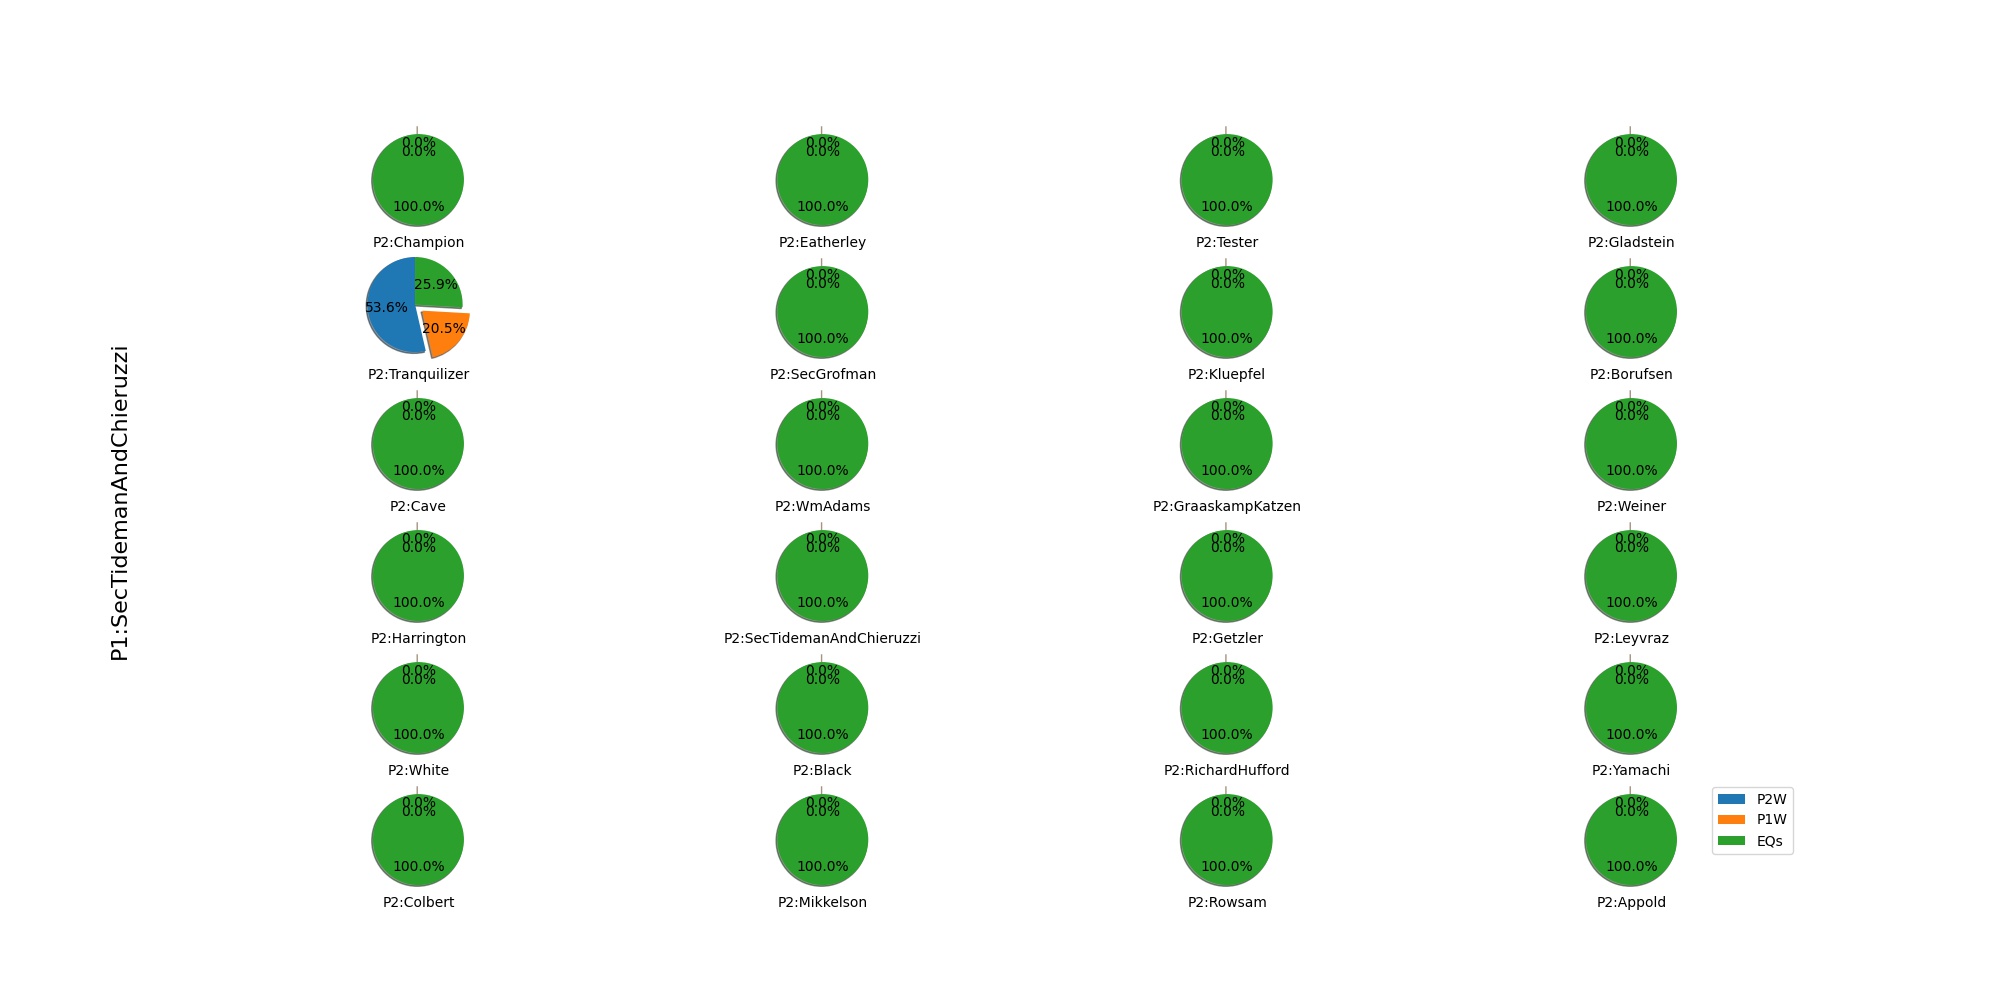 P1:SecTidemanAndChieruzzi
0.0% 0.0% 0.0% 0.0%
0.0% 0.0% 0.0% 0.0%
100.0% 100.0% 100.0% 100.0%
P2:Champion P2:Eatherley P2:Tester P2:Gladstein
25.9% 0.0% 0.0% 0.0%
53.6% 0.0% 0.0% 0.0%
20.5% 100.0% 100.0% 100.0%
P2:Tranquilizer P2:SecGrofman P2:Kluepfel P2:Borufsen
0.0% 0.0% 0.0% 0.0%
0.0% 0.0% 0.0% 0.0%
100.0% 100.0% 100.0% 100.0%
P2:Cave P2:WmAdams P2:GraaskampKatzen P2:Weiner
0.0% 0.0% 0.0% 0.0%
0.0% 0.0% 0.0% 0.0%
100.0% 100.0% 100.0% 100.0%
P2:Harrington P2:SecTidemanAndChieruzzi P2:Getzler P2:Leyvraz
0.0% 0.0% 0.0% 0.0%
0.0% 0.0% 0.0% 0.0%
100.0% 100.0% 100.0% 100.0%
P2:White P2:Black P2:RichardHufford P2:Yamachi
0.0% 0.0% 0.0% 0.0%
0.0% 0.0% 0.0% 0.0%
100.0% 100.0% 100.0% 100.0%
P2:Colbert P2:Mikkelson P2:Rowsam P2:Appold
P2W
P1W
EQs